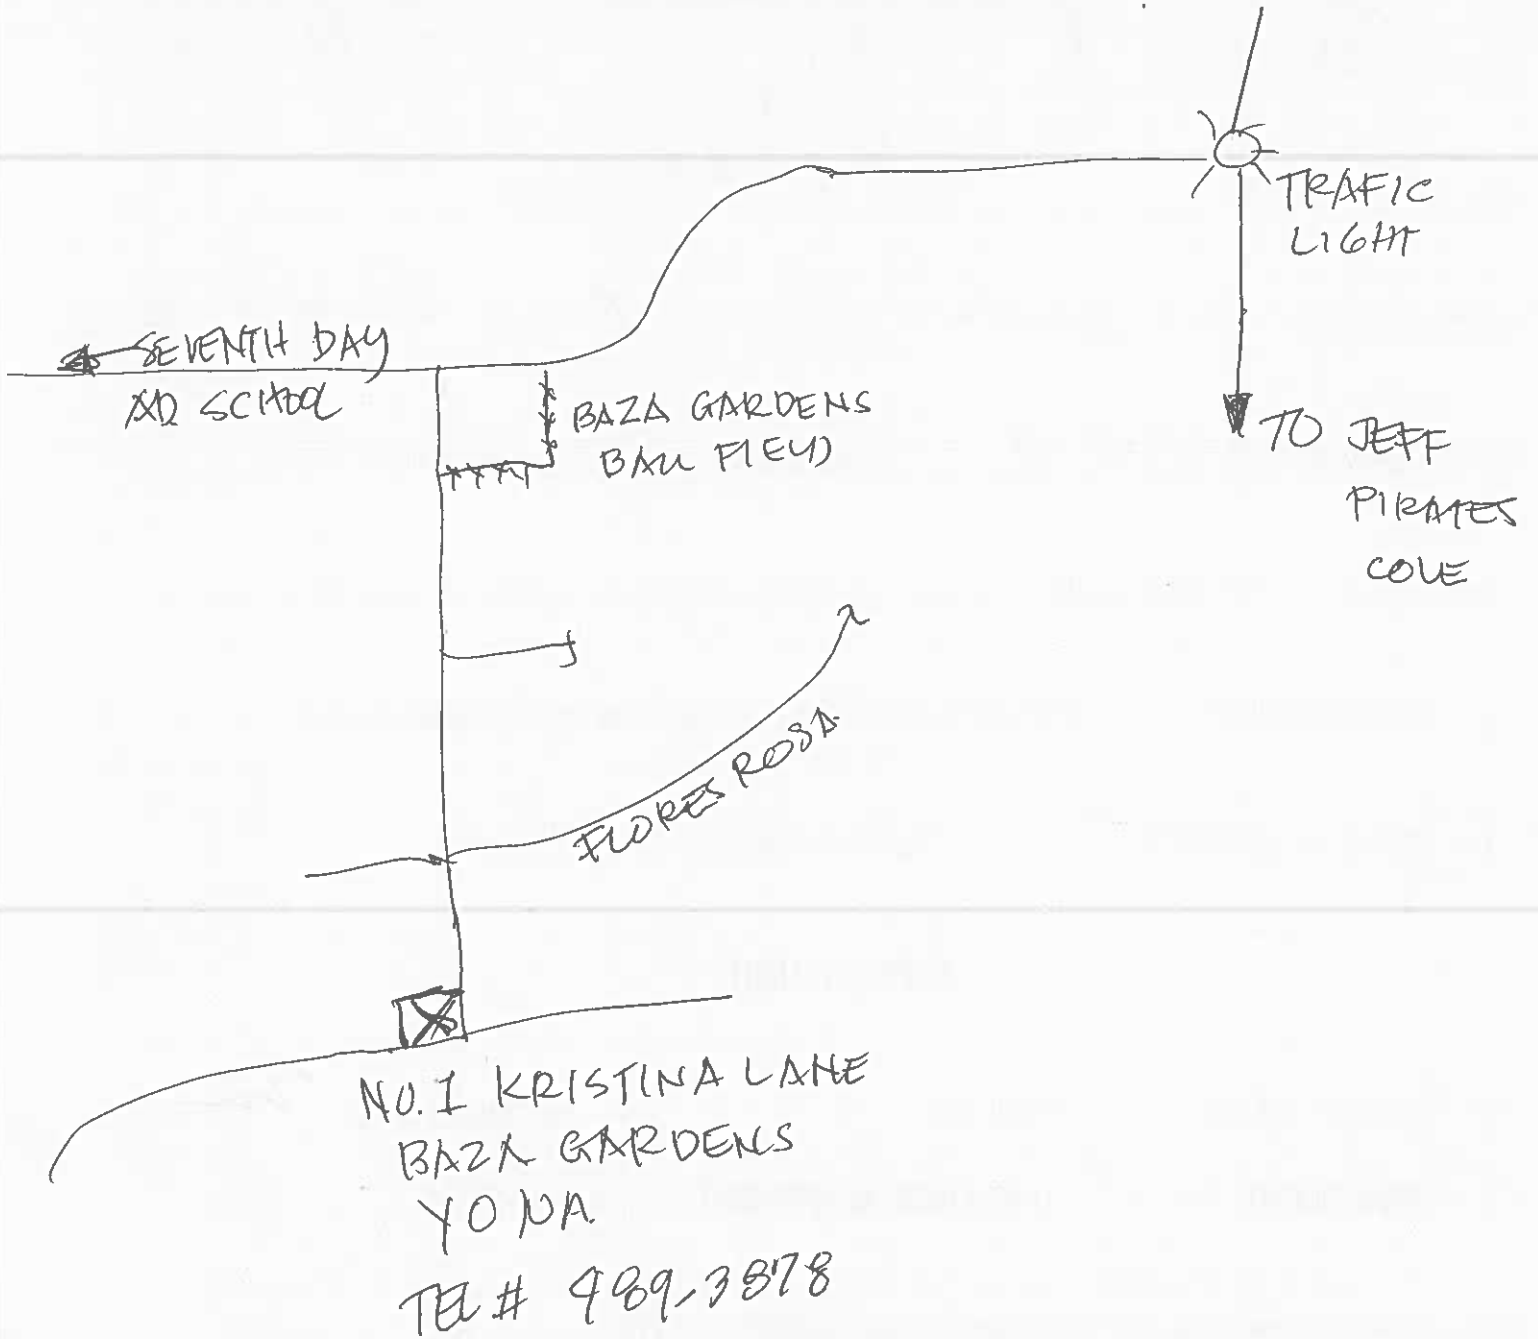 TRAFIC
LIGHT
SEVENTH DAY
AD SCHOOL
BAZA GARDENS
BALL FIELD
TO JEFF
PIRATES
COVE
FLORES ROSA
NO. 1 KRISTINA LANE
BAZA GARDENS
YONA
TEL # 489-3878